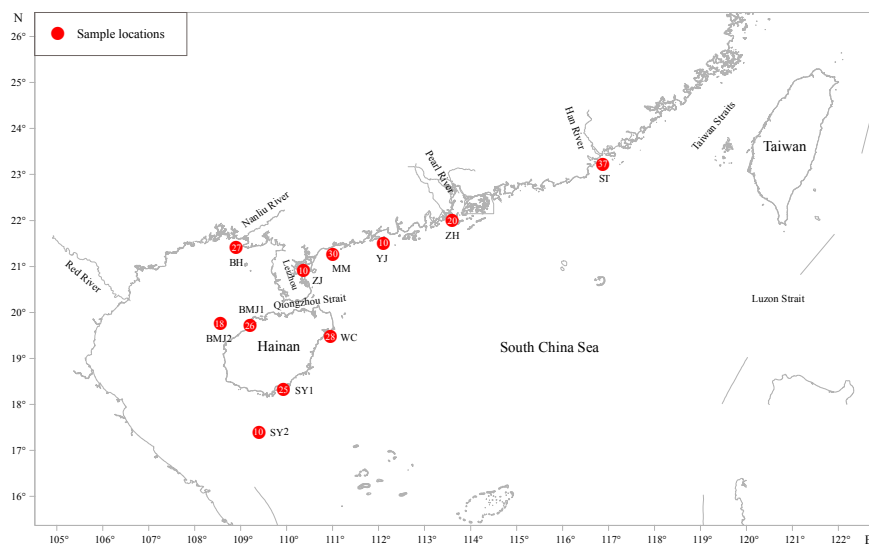 N
Sample locations
26°
25°
24°
23°
22°
21°
20°
19°
18°
17°
16°
Taiwan Straits
Taiwan
Han River
37
ST
Pearl River
20
ZH
Nanliu River
27
BH
10
YJ
30
MM
Leizhou
10
ZJ
Red River
Qiongzhou Strait
BMJ1
26
18
BMJ2
28
WC
Hainan
South China Sea
Luzon Strait
25
SY1
10
SY2
105°
106°
107°
108°
109°
110°
111°
112°
113°
114°
115°
116°
117°
118°
119°
120°
121°
122°
E